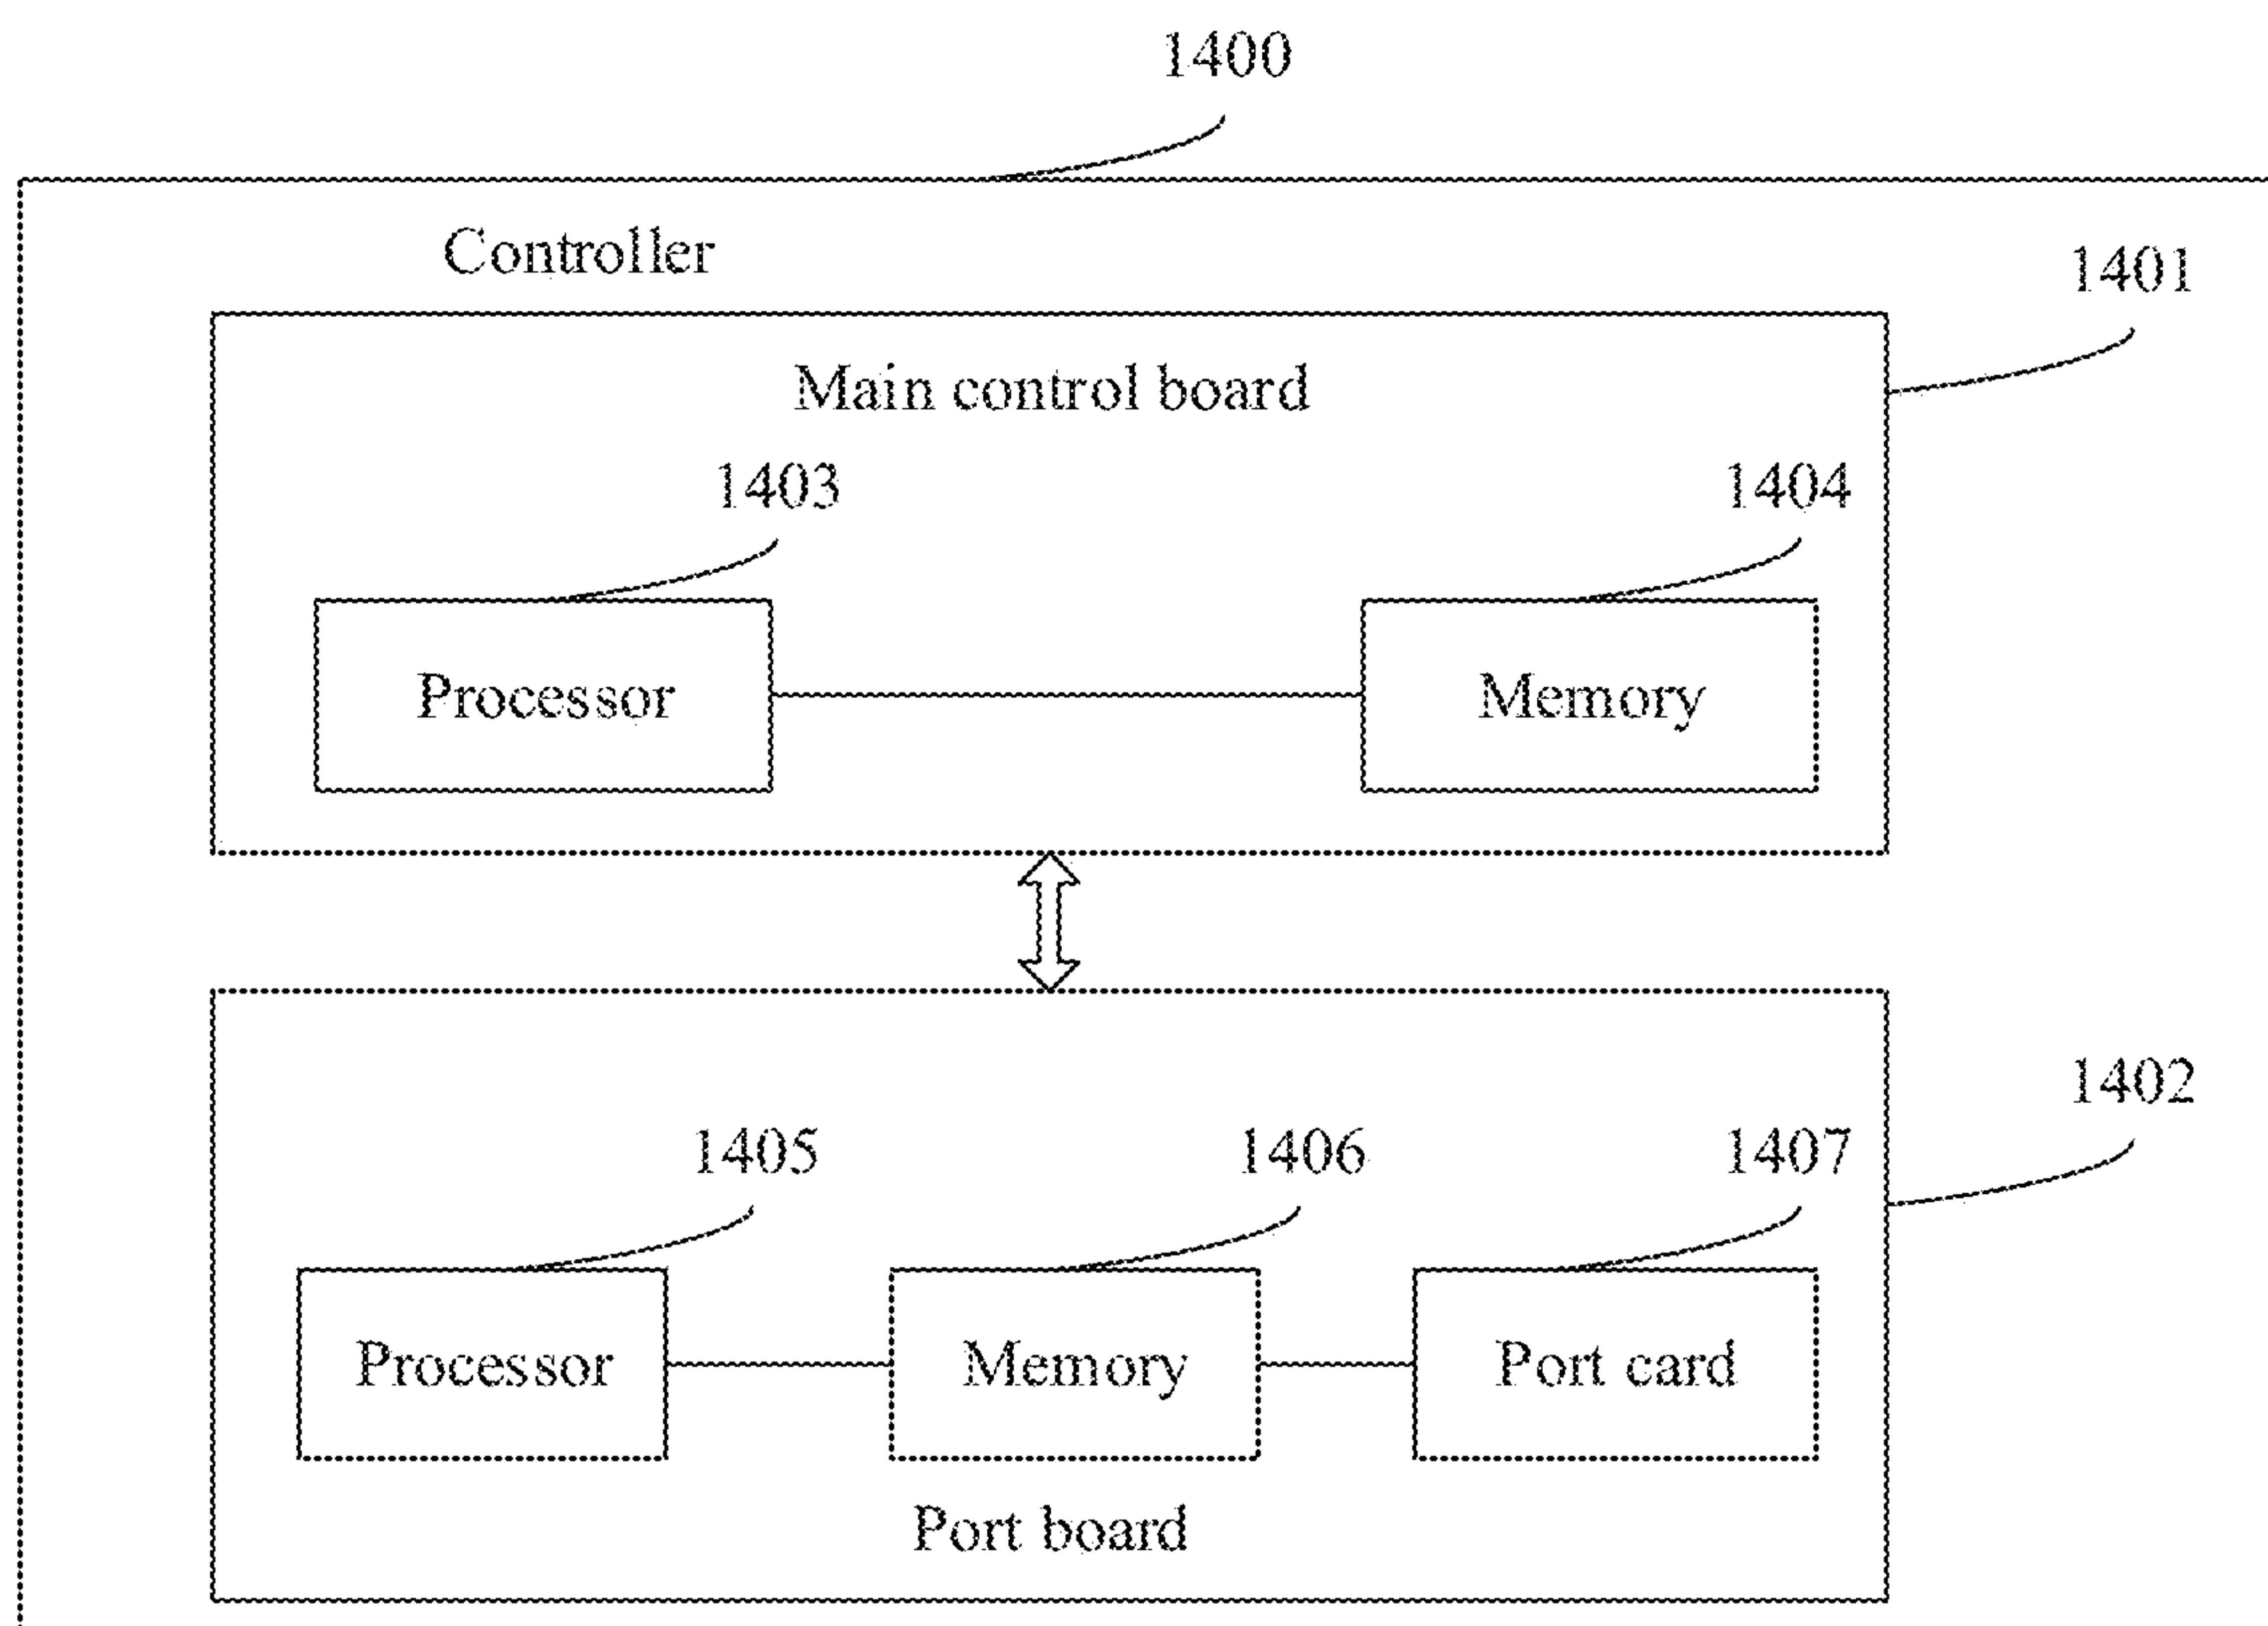 1400
Controller
1401
Main control board
1403
1404
Processor
Memory
1402
1405
1406
1407
Processor
Memory
Port card
Port board